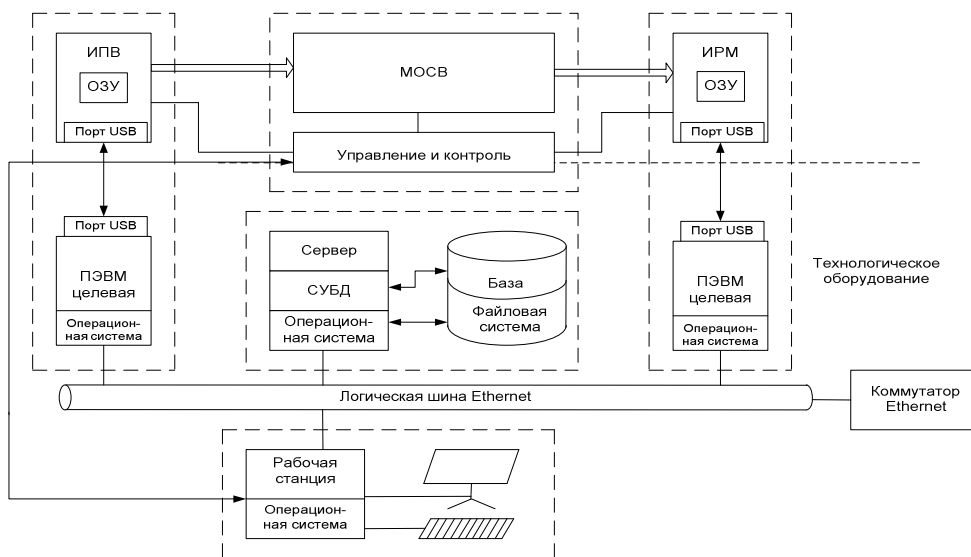 ИПВ
ОЗУ
Порт USB
МОСВ
Управление и контроль
ИРМ
ОЗУ
Порт USB
Порт USB
ПЭВМ
целевая
Операцион-
ная система
Сервер
СУБД
Операцион-
ная система
База
Файловая
система
Порт USB
ПЭВМ
целевая
Операцион-
ная система
Технологическое
оборудование
Логическая шина Ethernet
Коммутатор
Ethernet
Рабочая
станция
Операцион-
ная система